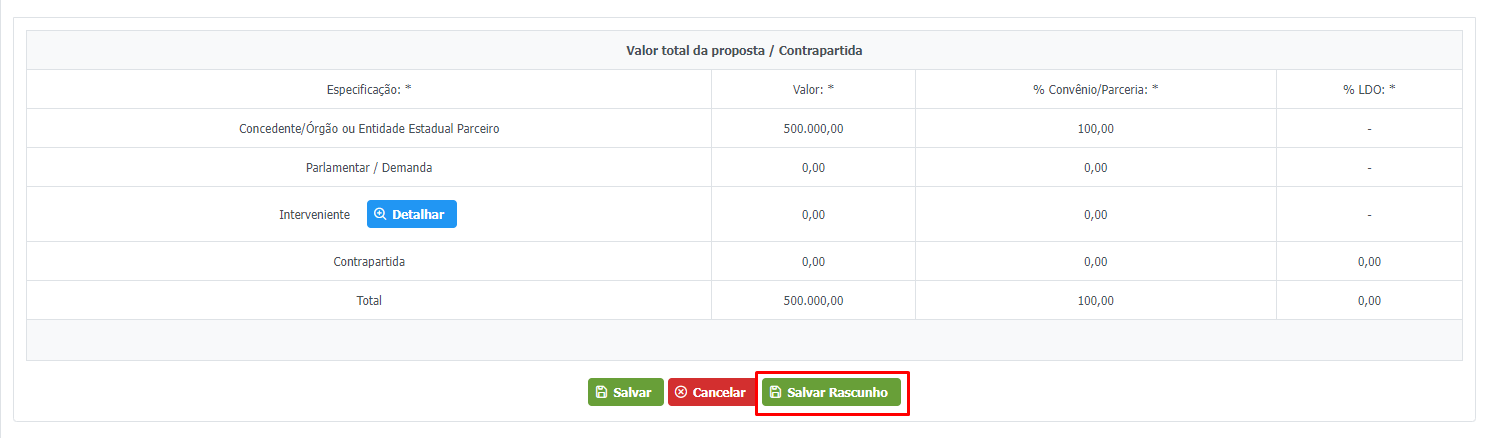 Valor total da proposta / Contrapartida
Especificação: * Valor: * % Convênio/Parceria: * % LDO: *
Concedente/Órgão ou Entidade Estadual Parceiro 500.000,00 100,00 -
Parlamentar / Demanda 0,00 0,00 -
Interveniente Detalhar 0,00 0,00 -
Contrapartida 0,00 0,00 0,00
Total 500.000,00 100,00 0,00
Salvar Cancelar Salvar Rascunho